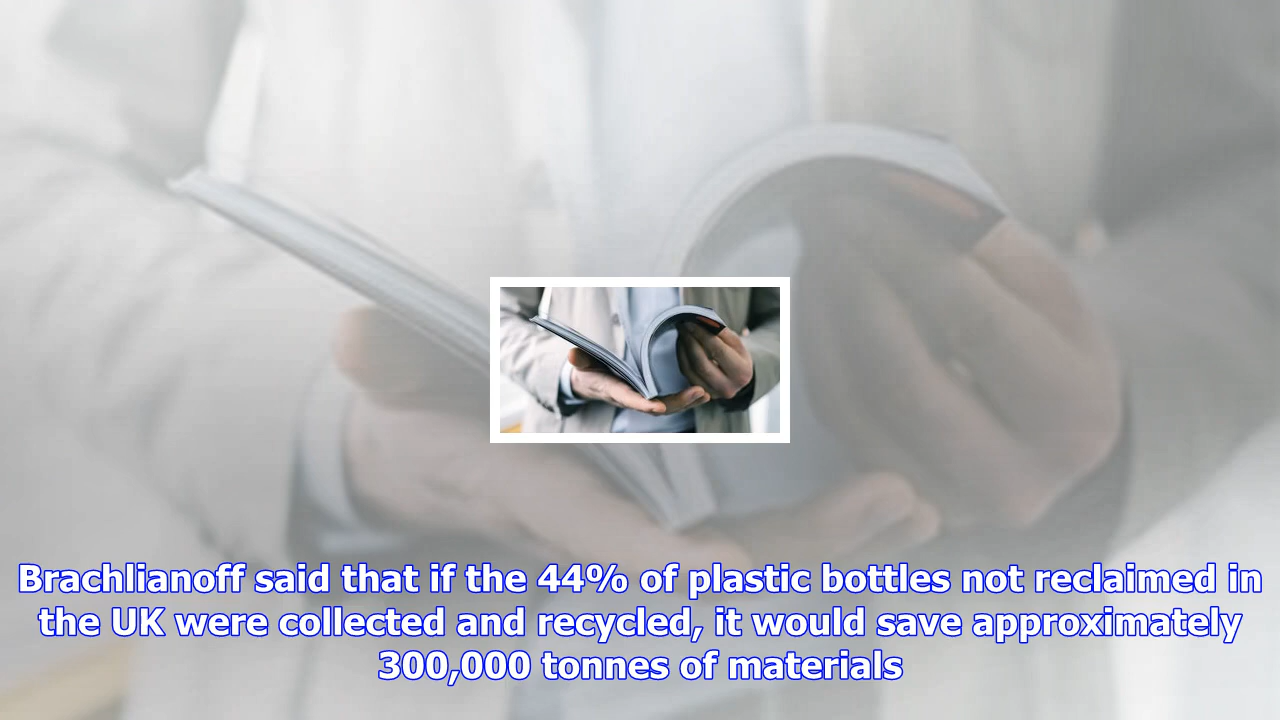 Brachlianoff said that if the 44% of plastic bottles not reclaimed in
the UK were collected and recycled, it would save approximately
300,000 tonnes of materials